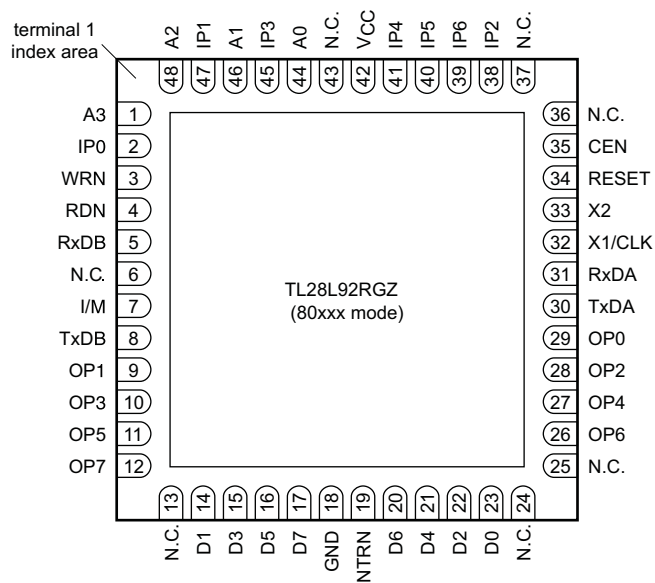 terminal 1
index area
A2
IP1
A1
IP3
A0
N.C.
VCC
IP4
IP5
IP6
IP2
N.C.
48
47
46
45
44
43
42
41
40
39
38
37
A3 1
IP0 2
WRN 3
RDN 4
RxDB 5
N.C. 6
I/M 7
TxDB 8
OP1 9
OP3 10
OP5 11
OP7 12
TL28L92RGZ
(80xxx mode)
36 N.C.
35 CEN
34 RESET
33 X2
32 X1/CLK
31 RxDA
30 TxDA
29 OP0
28 OP2
27 OP4
26 OP6
25 N.C.
13
14
15
16
17
18
19
20
21
22
23
24
N.C.
D1
D3
D5
D7
GND
NTRN
D6
D4
D2
D0
N.C.